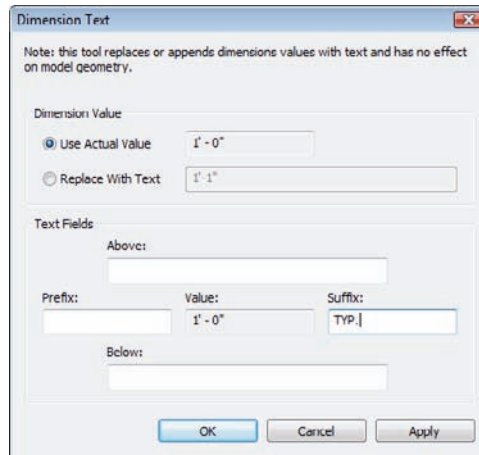 Dimension Text
Note: this tool replaces or appends dimensions values with text and has no effect
on model geometry.
Dimension Value
Use Actual Value 1' - 0"
Replace With Text 1'-1"
Text Fields
Above:
Prefix: Value: Suffix:
1' - 0" TYP.
Below:
OK Cancel Apply